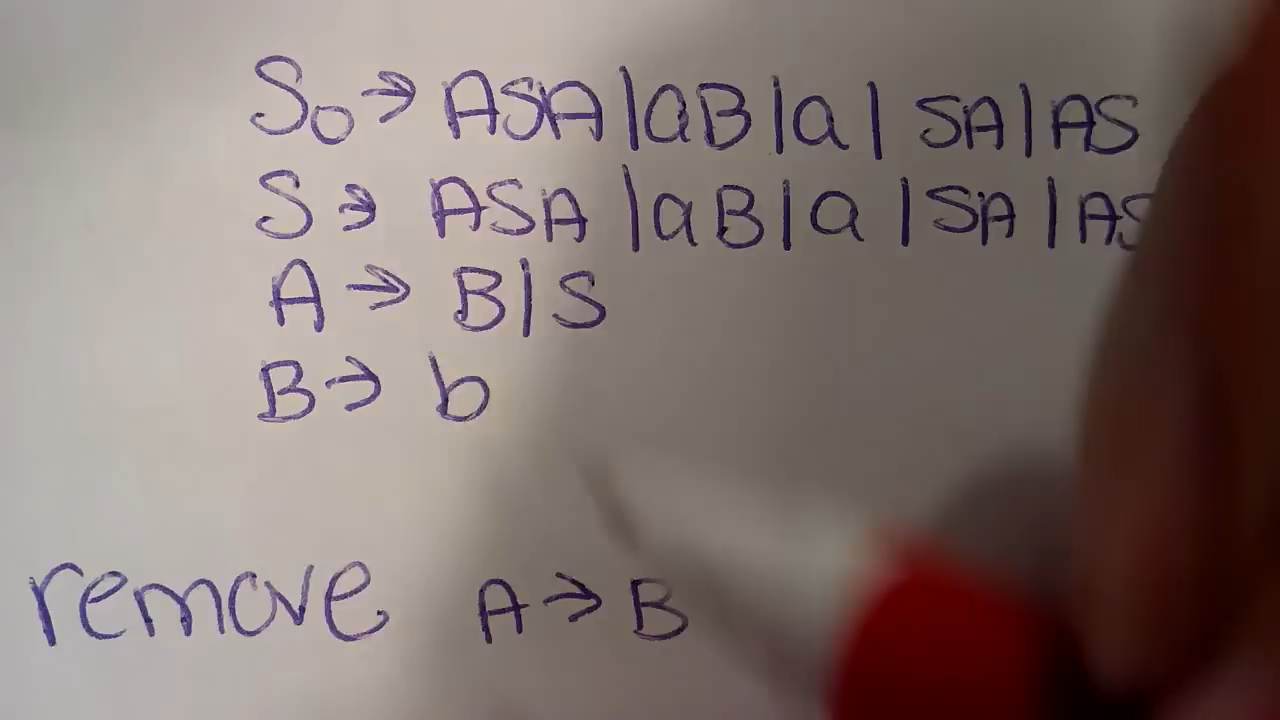 S₀ → ASA | aB | a | SA | AS
S → ASA | aB | a | SA | AS
A → B | S
B → b
remove A → B